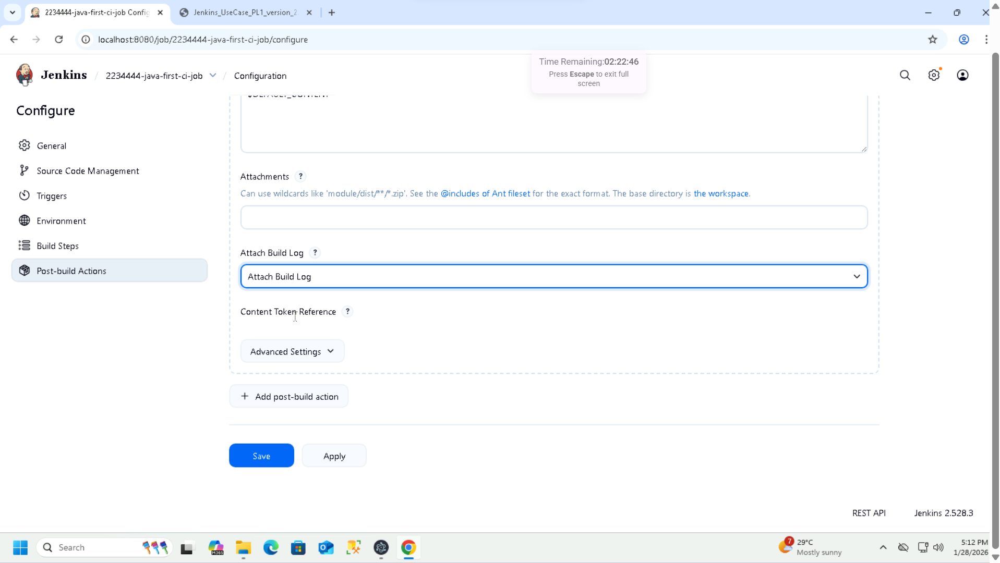 2234444-java-first-ci-job Config
Jenkins_UseCase_PL1_version_2
localhost:8080/job/2234444-java-first-ci-job/configure
Time Remaining:02:22:46
Press Escape to exit full
screen
Jenkins / 2234444-java-first-ci-job / Configuration
Configure
General
Source Code Management
Triggers
Environment
Build Steps
Post-build Actions
$DEFAULT_CONTENT
Attachments ?
Can use wildcards like 'module/dist/**/*.zip'. See the @includes of Ant fileset for the exact format. The base directory is the workspace.
Attach Build Log ?
Attach Build Log
Content Token Reference ?
Advanced Settings
+ Add post-build action
Save
Apply
REST API
Jenkins 2.528.3
Search
M365
7
29°C
Mostly sunny
5:12 PM
1/28/2026